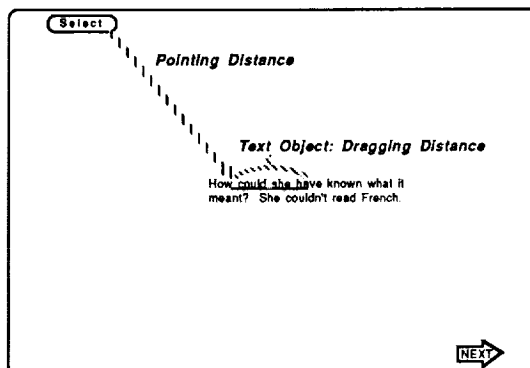 Select
Pointing Distance
Text Object: Dragging Distance
How could she have known what it
meant? She couldn't read French.
NEXT